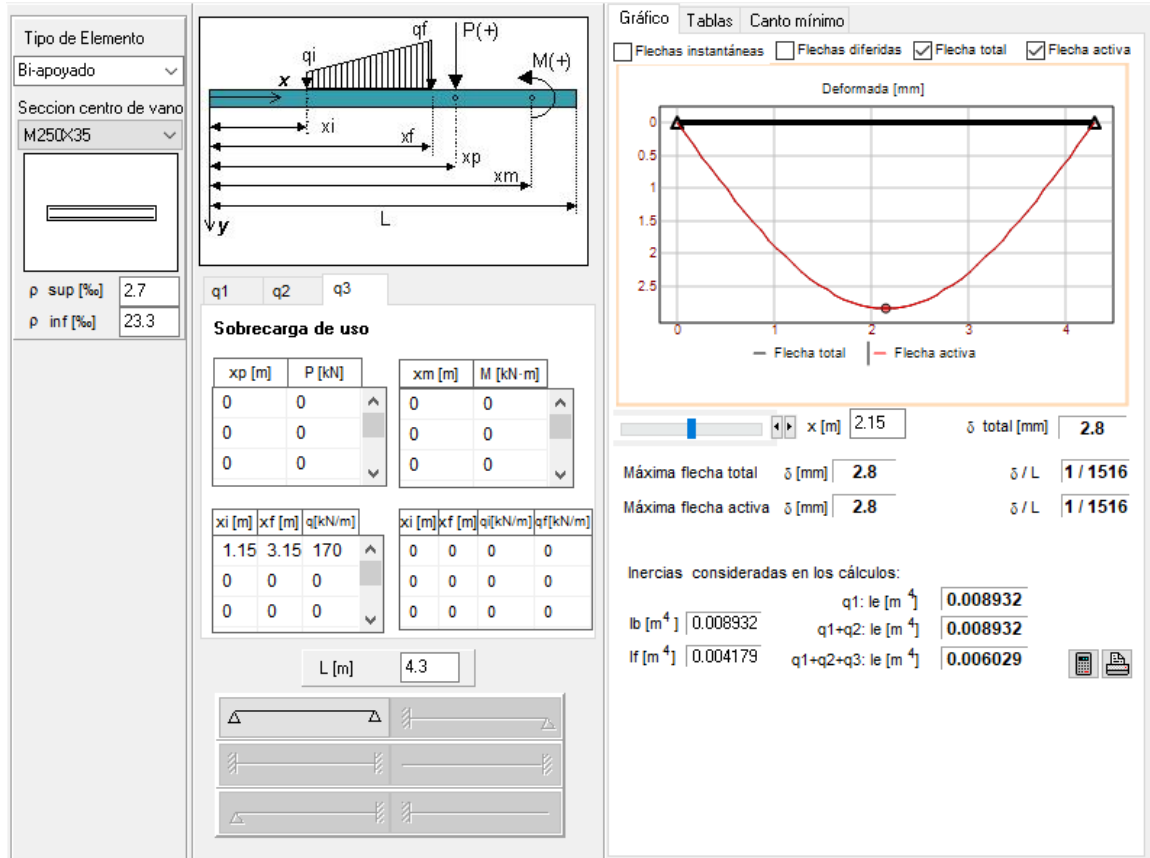 Tipo de Elemento
Bi-apoyado
Seccion centro de vano
M250X35
ρ sup [‰] 2.7
ρ inf [‰] 23.3
qi qf P(+) M(+)
x
xi
xf
xp
xm
L
y
q1 q2 q3
Sobrecarga de uso
xp [m] P [kN]
0 0
0 0
0 0
xm [m] M [kN·m]
0 0
0 0
0 0
xi [m] xf [m] q[kN/m]
1.15 3.15 170
0 0 0
0 0 0
xi [m] xf [m] qi[kN/m] qf[kN/m]
0 0 0 0
0 0 0 0
0 0 0 0
L [m] 4.3
Gráfico Tablas Canto mínimo
Flechas instantáneas Flechas diferidas Flecha total Flecha activa
Deformada [mm]
0
0.5
1
1.5
2
2.5
0 1 2 3 4
Flecha total Flecha activa
x [m] 2.15 δ total [mm] 2.8
Máxima flecha total δ [mm] 2.8 δ / L 1 / 1516
Máxima flecha activa δ [mm] 2.8 δ / L 1 / 1516
Inercias consideradas en los cálculos:
q1: Ie [m 4] 0.008932
Ib [m4 ] 0.008932 q1+q2: Ie [m 4] 0.008932
If [m 4] 0.004179 q1+q2+q3: Ie [m 4] 0.006029